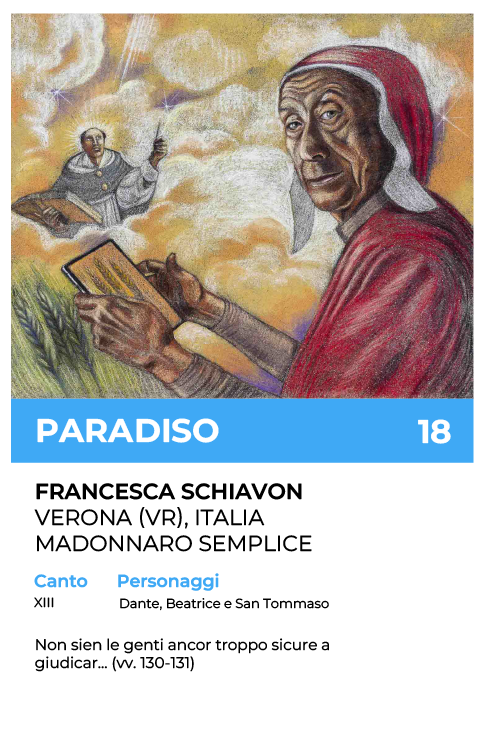 PARADISO 18
FRANCESCA SCHIAVON
VERONA (VR), ITALIA
MADONNARO SEMPLICE
Canto Personaggi
XIII Dante, Beatrice e San Tommaso
Non sien le genti ancor troppo sicure a
giudicar... (vv. 130-131)